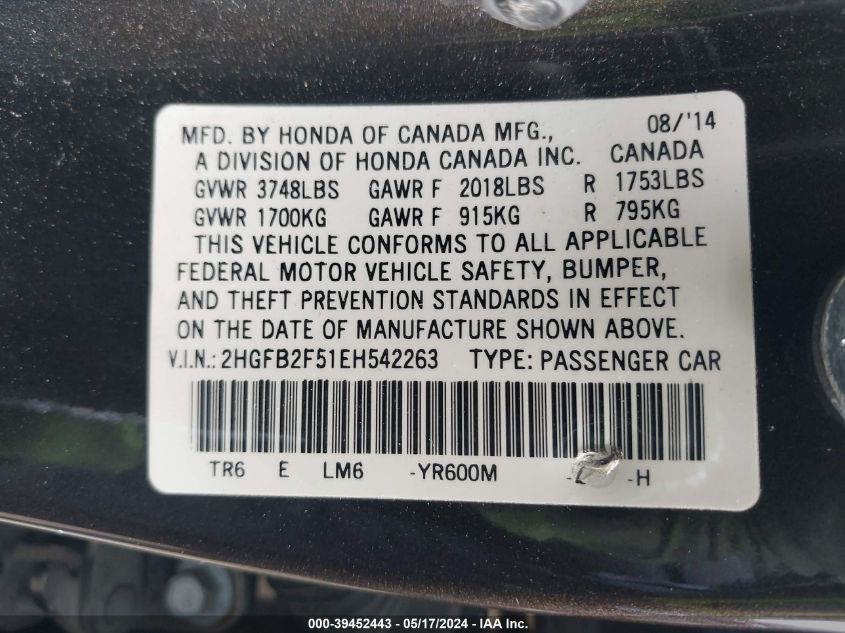 MFD. BY HONDA OF CANADA MFG., 08/'14
A DIVISION OF HONDA CANADA INC. CANADA
GVWR 3748LBS GAWR F 2018LBS R 1753LBS
GVWR 1700KG GAWR F 915KG R 795KG
THIS VEHICLE CONFORMS TO ALL APPLICABLE
FEDERAL MOTOR VEHICLE SAFETY, BUMPER,
AND THEFT PREVENTION STANDARDS IN EFFECT
ON THE DATE OF MANUFACTURE SHOWN ABOVE.
V.I.N.: 2HGFB2F51EH542263 TYPE: PASSENGER CAR
TR6 E LM6 -YR600M - -H
000-39452443 - 05/17/2024 - IAA Inc.